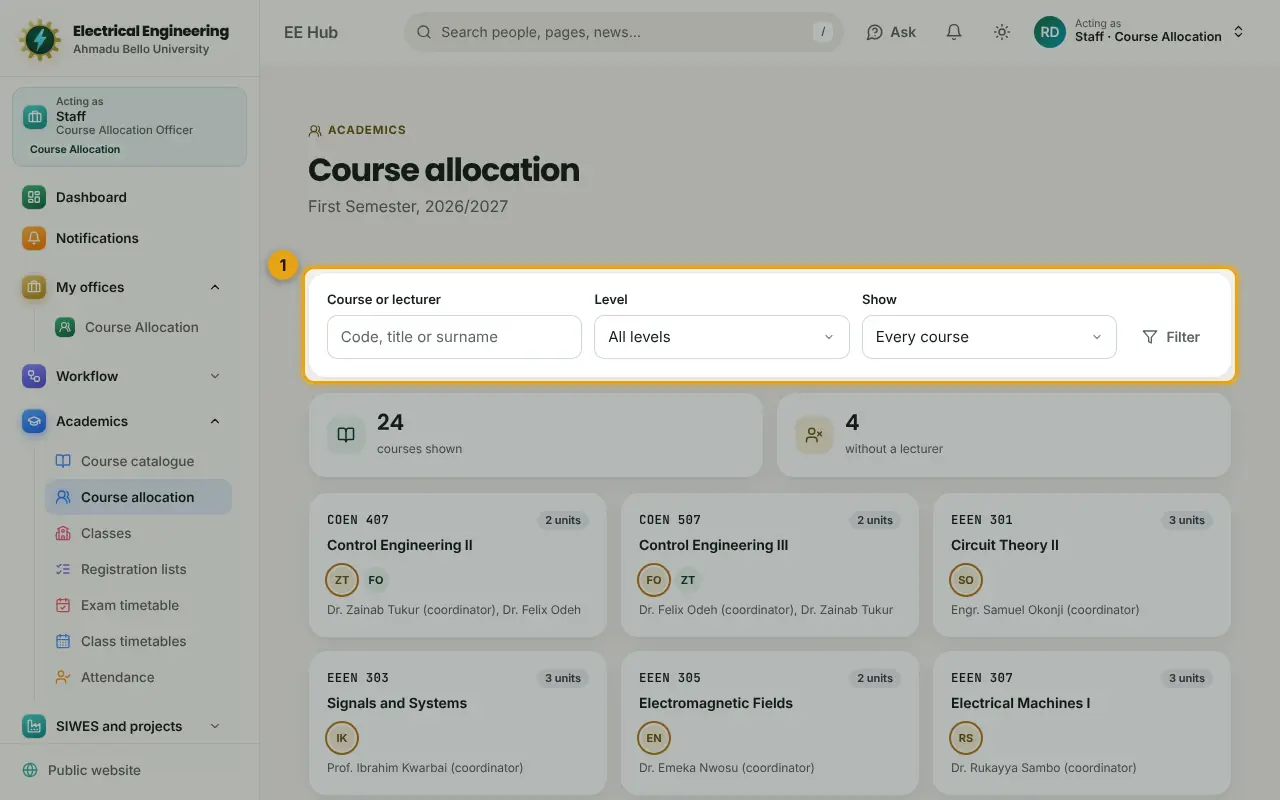 Electrical Engineering
Ahmadu Bello University
EE Hub
Search people, pages, news...
/
Ask
RD
Acting as
Staff · Course Allocation
Acting as
Staff
Course Allocation Officer
Course Allocation
Dashboard
Notifications
My offices
Course Allocation
Workflow
Academics
Course catalogue
Course allocation
Classes
Registration lists
Exam timetable
Class timetables
Attendance
SIWES and projects
Public website
ACADEMICS
Course allocation
First Semester, 2026/2027
1
Course or lecturer
Level
Show
Code, title or surname
All levels
Every course
Filter
24
courses shown
4
without a lecturer
COEN 407
2 units
Control Engineering II
ZT
FO
Dr. Zainab Tukur (coordinator), Dr. Felix Odeh
COEN 507
2 units
Control Engineering III
FO
ZT
Dr. Felix Odeh (coordinator), Dr. Zainab Tukur
EEEN 301
3 units
Circuit Theory II
SO
Engr. Samuel Okonji (coordinator)
EEEN 303
3 units
Signals and Systems
IK
Prof. Ibrahim Kwarbai (coordinator)
EEEN 305
2 units
Electromagnetic Fields
EN
Dr. Emeka Nwosu (coordinator)
EEEN 307
3 units
Electrical Machines I
RS
Dr. Rukayya Sambo (coordinator)